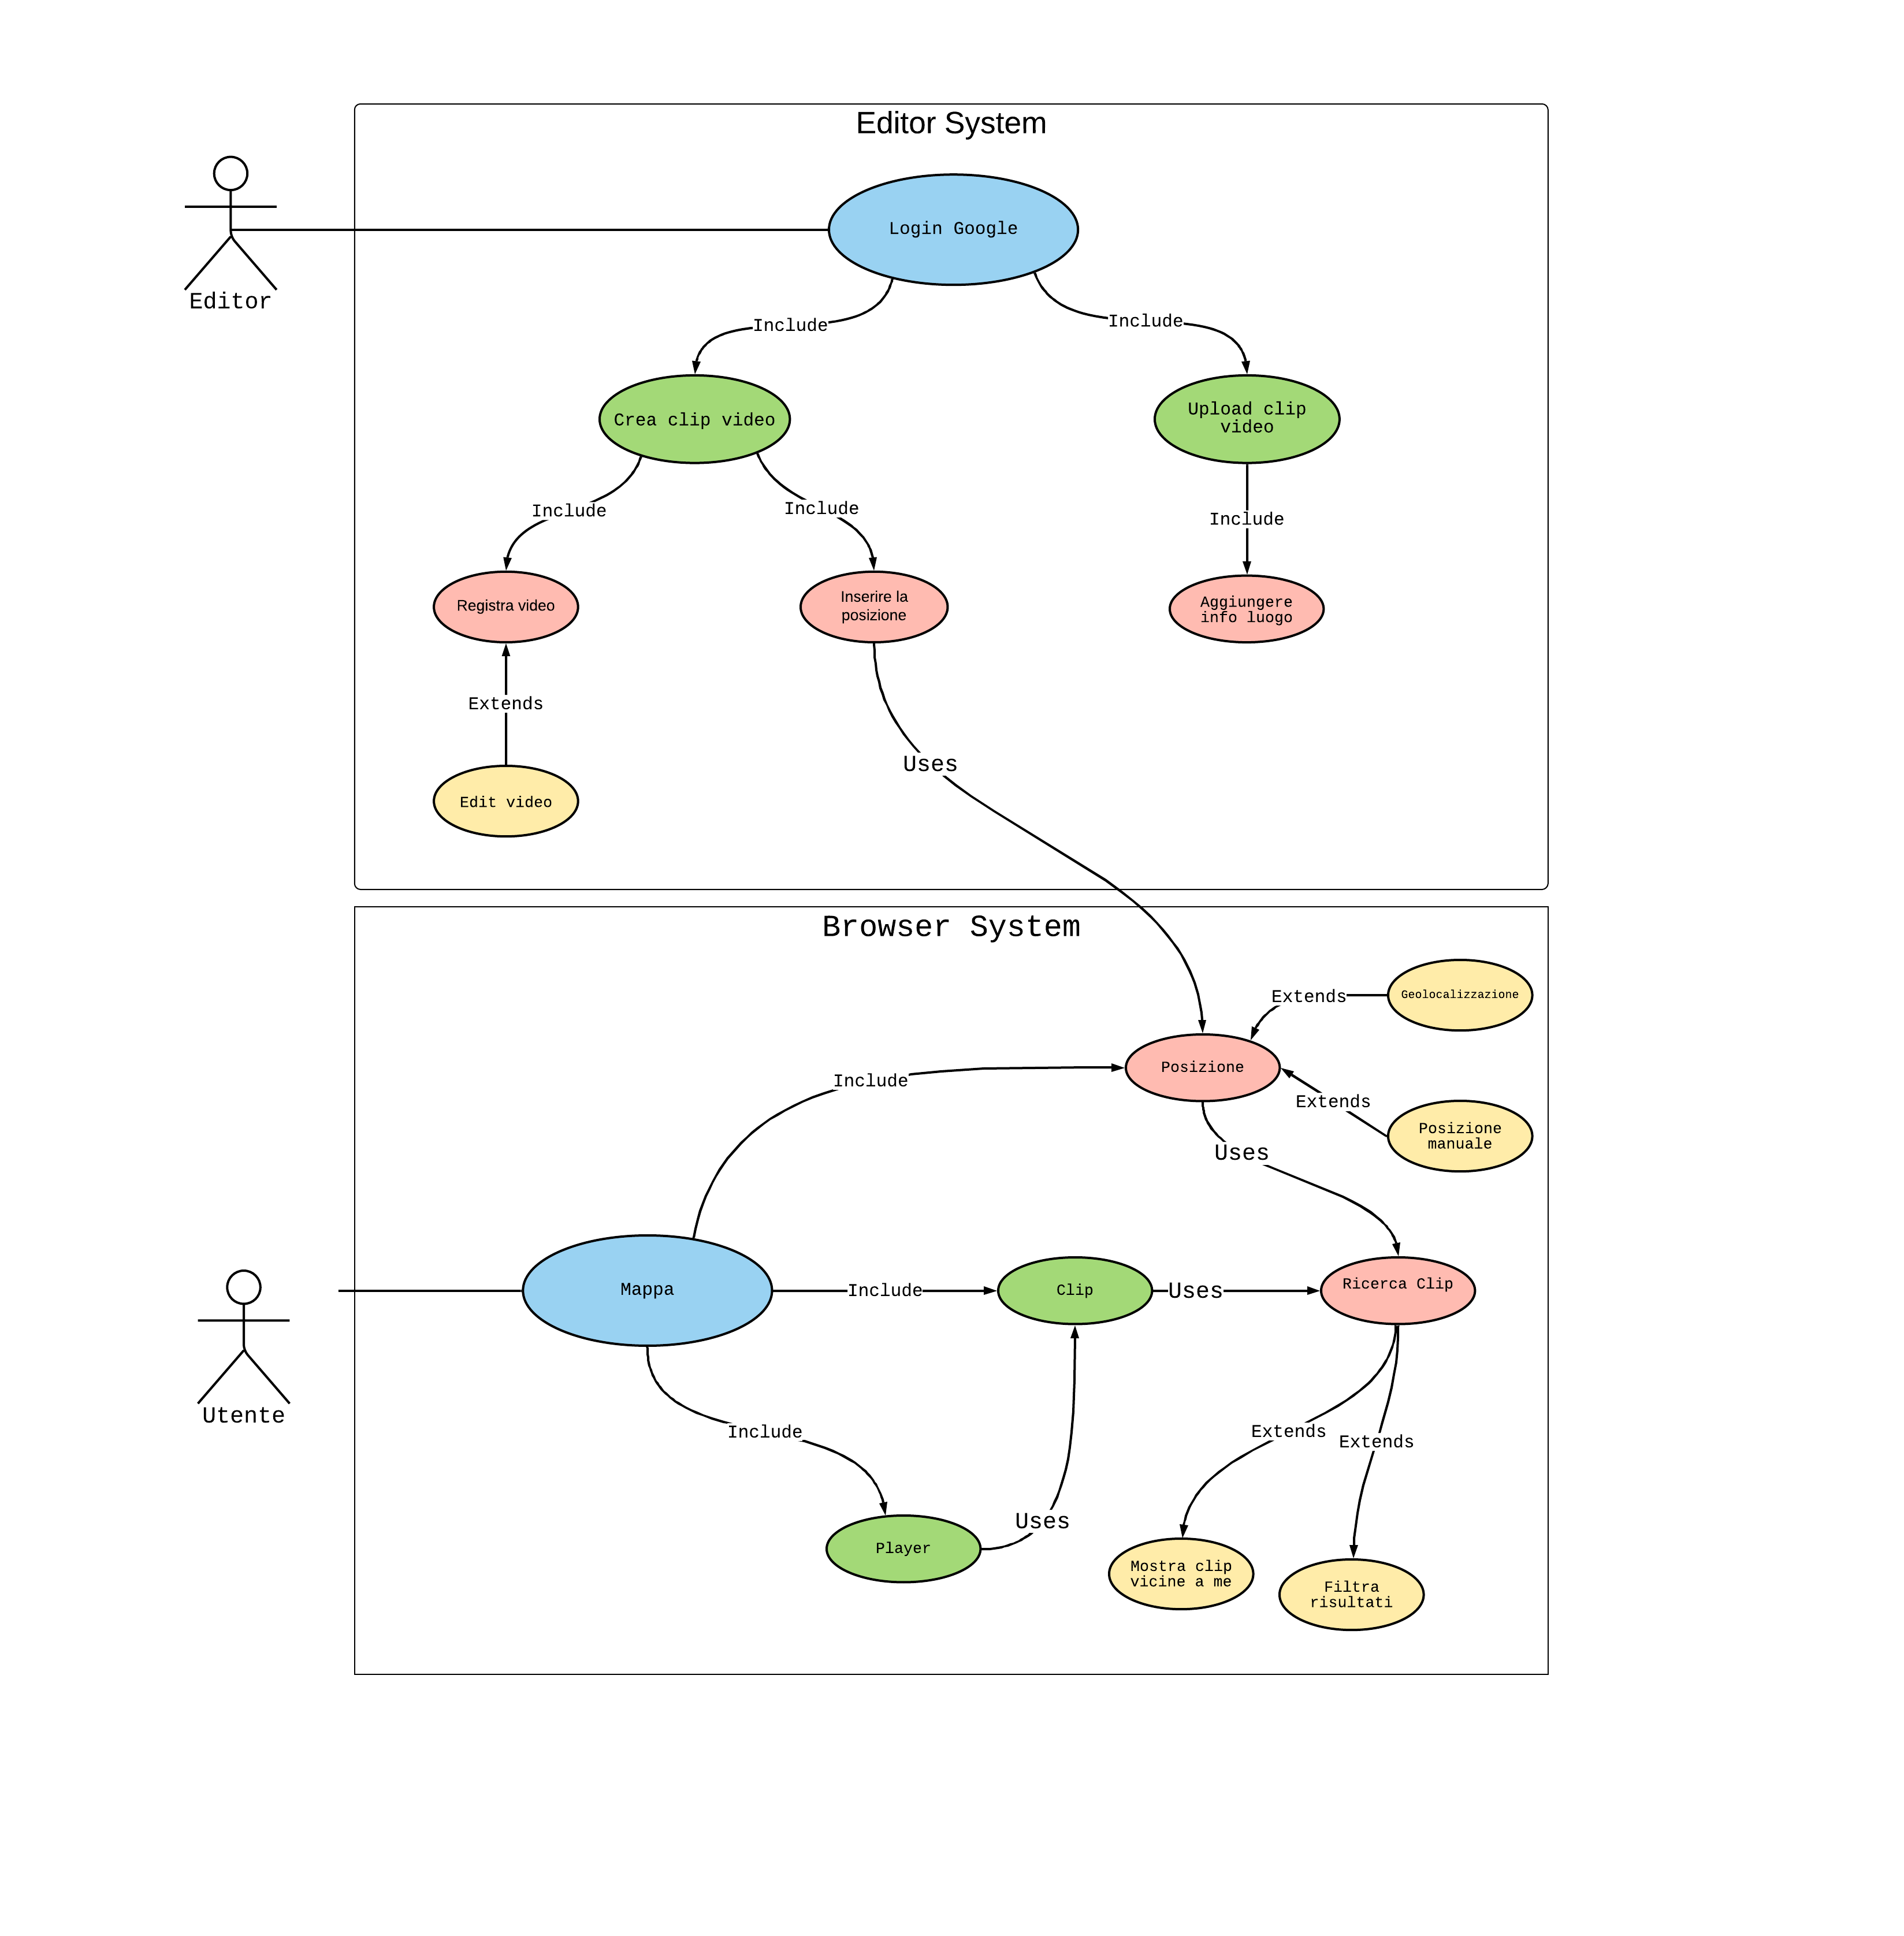 Editor System
Login Google
Editor
Include
Include
Crea clip video
Upload clip
video
Include
Include
Include
Registra video
Inserire la
posizione
Aggiungere
info luogo
Extends
Uses
Edit video
Browser System
Geolocalizzazione
Extends
Posizione
Include
Extends
Posizione
manuale
Uses
Mappa
Include
Clip
Uses
Ricerca Clip
Utente
Include
Extends
Extends
Uses
Player
Mostra clip
vicine a me
Filtra
risultati